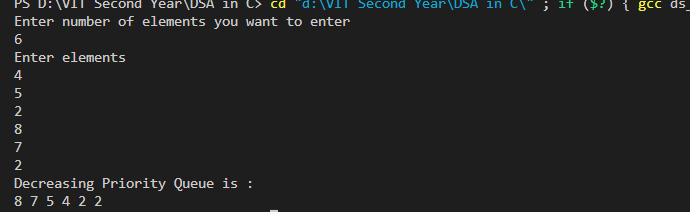 PS D:\VIT Second Year\DSA in C> cd "d:\VIT Second Year\DSA in C\" ; if ($?) { gcc ds_
Enter number of elements you want to enter
6
Enter elements
4
5
2
8
7
2
Decreasing Priority Queue is :
8 7 5 4 2 2